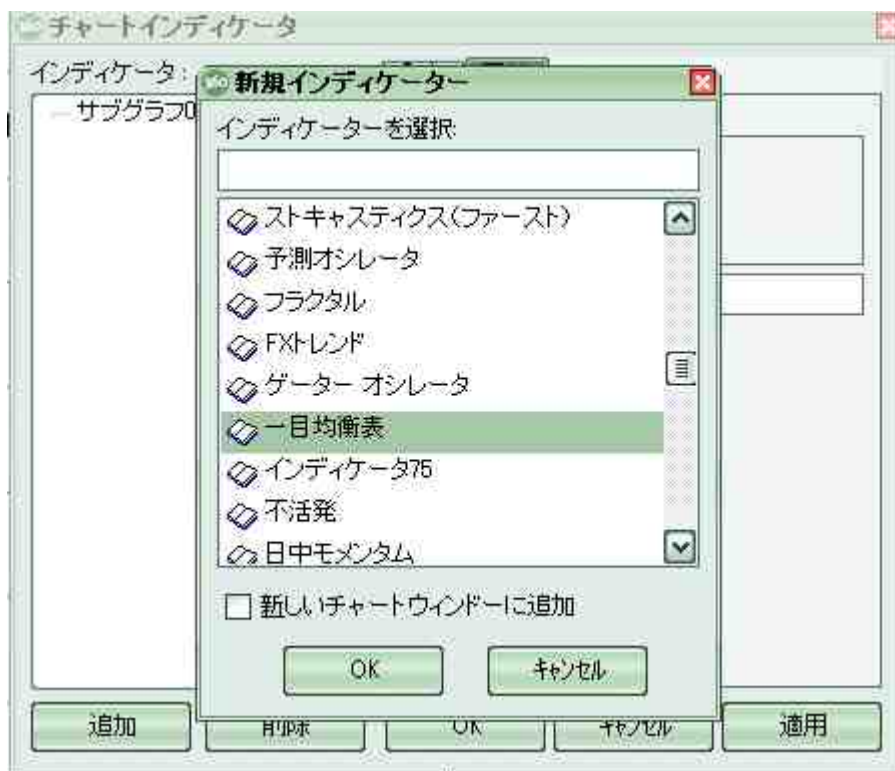 チャートインディケータ
インディケータ:
サブグラフ0
新規インディケーター
インディケーターを選択:
ストキャスティクス(ファースト)
予測オシレータ
フラクタル
FXトレンド
ゲーター オシレータ
一目均衡表
インディケータ75
不活発
日中モメンタム
新しいチャートウィンドーに追加
OK
キャンセル
追加
削除
OK
キャンセル
適用